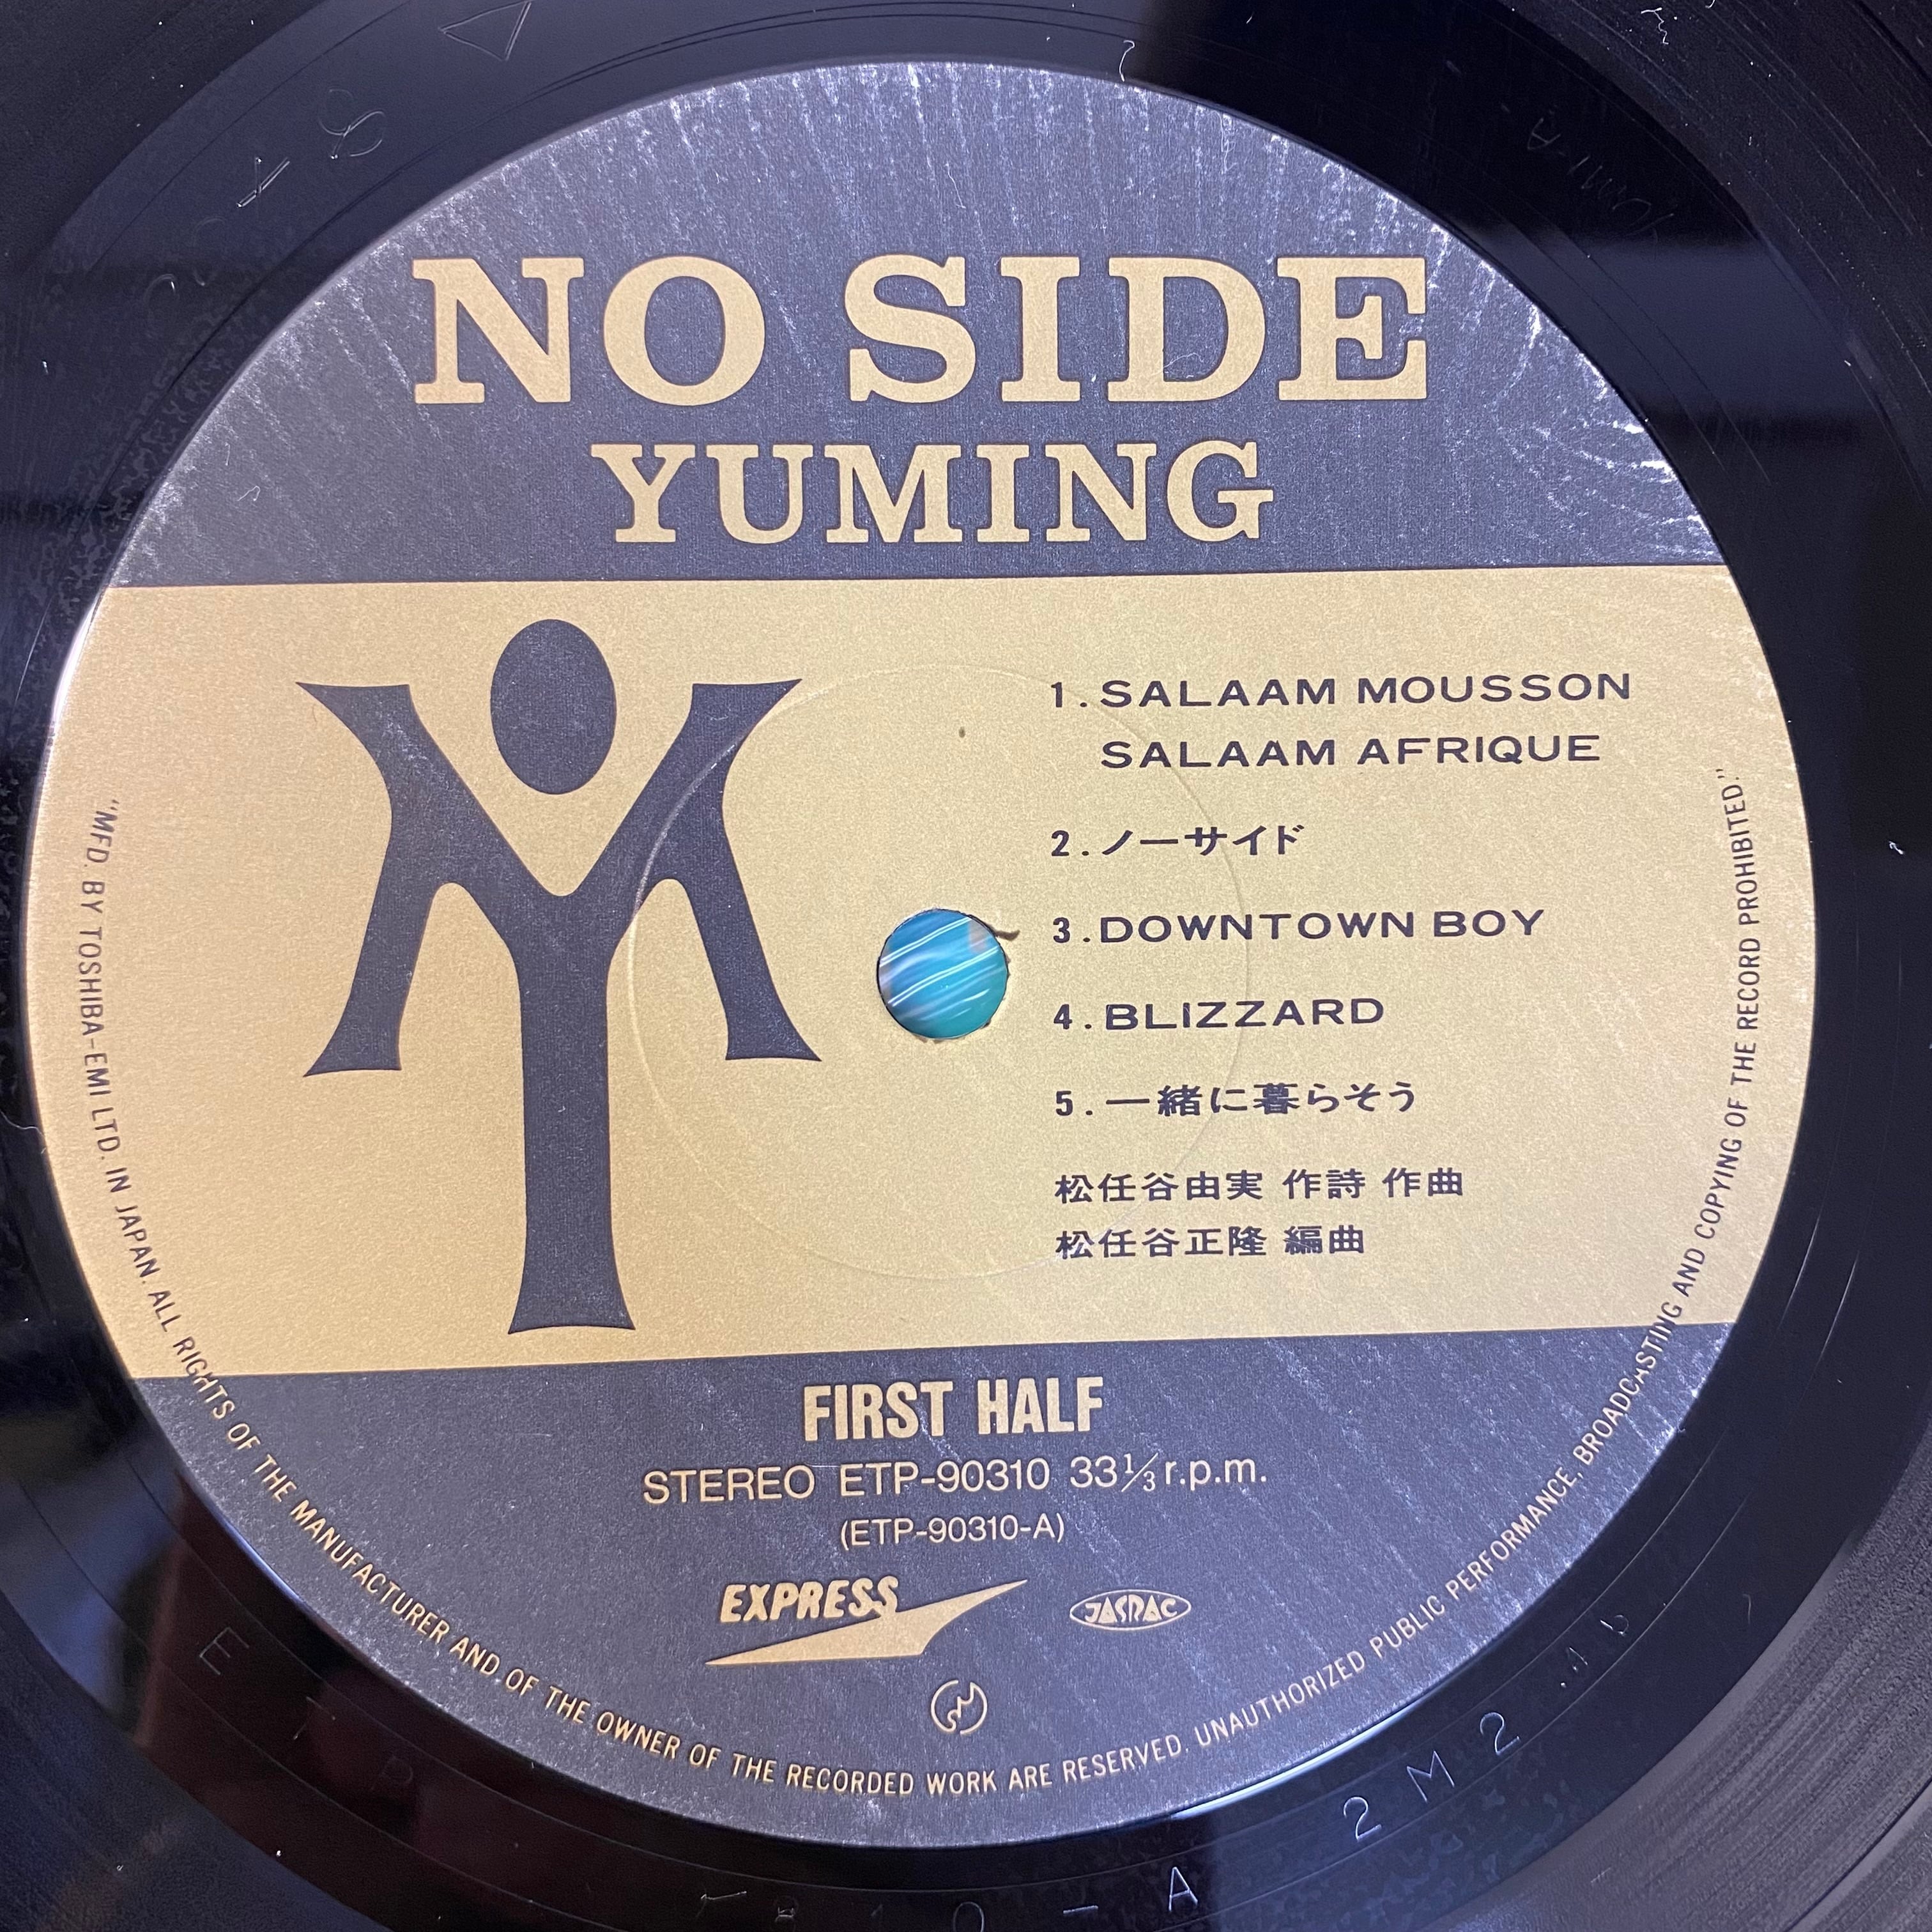 NO SIDE
YUMING
1. SALAAM MOUSSON
SALAAM AFRIQUE
2. ノーサイド
3. DOWNTOWN BOY
4. BLIZZARD
5. 一緒に暮らそう
松任谷由実 作詩 作曲
松任谷正隆 編曲
FIRST HALF
STEREO ETP-90310 33⅓ r.p.m.
(ETP-90310-A)
EXPRESS
JASRAC
"MFD. BY TOSHIBA-EMI LTD. IN JAPAN. ALL RIGHTS OF THE MANUFACTURER AND OF THE OWNER OF THE RECORDED WORK ARE RESERVED. UNAUTHORIZED PUBLIC PERFORMANCE, BROADCASTING AND COPYING OF THE RECORD PROHIBITED."
2M2